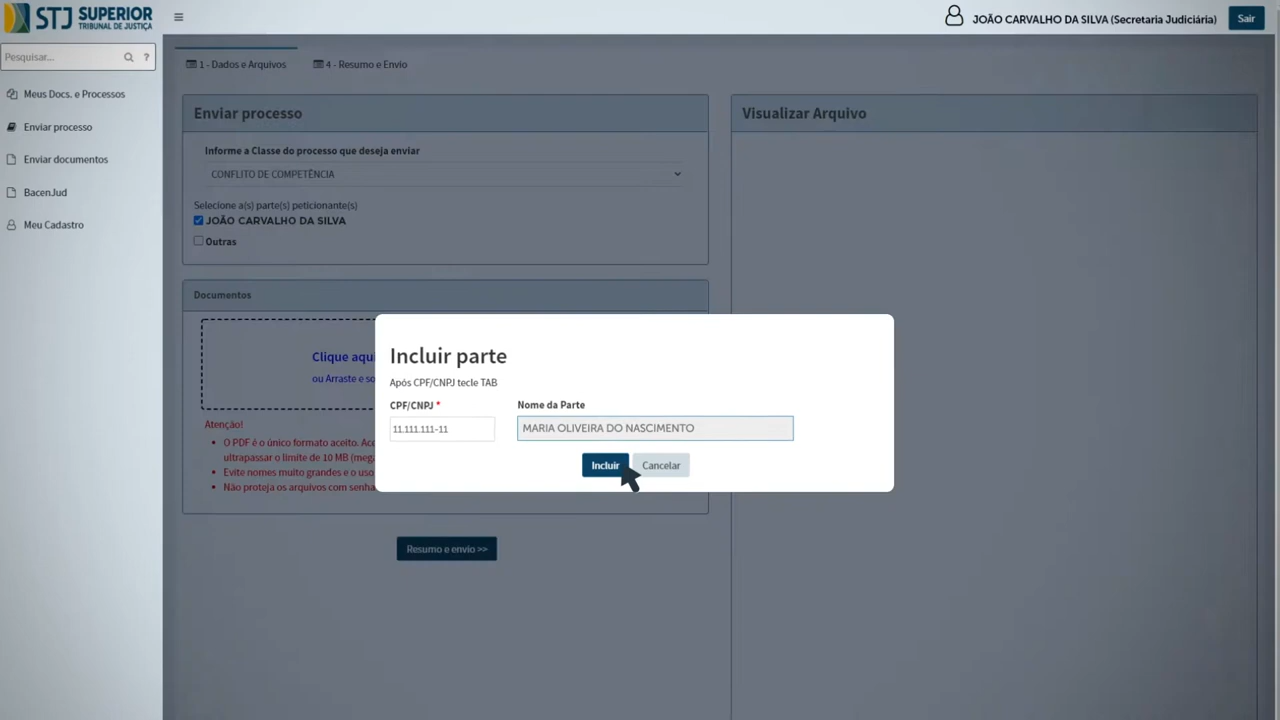 STJ SUPERIOR
TRIBUNAL DE JUSTIÇA
JOÃO CARVALHO DA SILVA (Secretaria Judiciária)
Sair
Pesquisar...
?
Meus Docs. e Processos
Enviar processo
Enviar documentos
BacenJud
Meu Cadastro
1 - Dados e Arquivos
4 - Resumo e Envio
Enviar processo
Informe a Classe do processo que deseja enviar
CONFLITO DE COMPETÊNCIA
Selecione a(s) parte(s) peticionante(s)
JOÃO CARVALHO DA SILVA
Outras
Visualizar Arquivo
Documentos
Clique aqui
ou Arraste e so
Atenção!
O PDF é o único formato aceito. Ac
ultrapassar o limite de 10 MB (meg
Evite nomes muito grandes e o uso
Não proteja os arquivos com senha
Resumo e envio >>
Incluir parte
Após CPF/CNPJ tecle TAB
CPF/CNPJ *
Nome da Parte
11.111.111-11
MARIA OLIVEIRA DO NASCIMENTO
Incluir
Cancelar